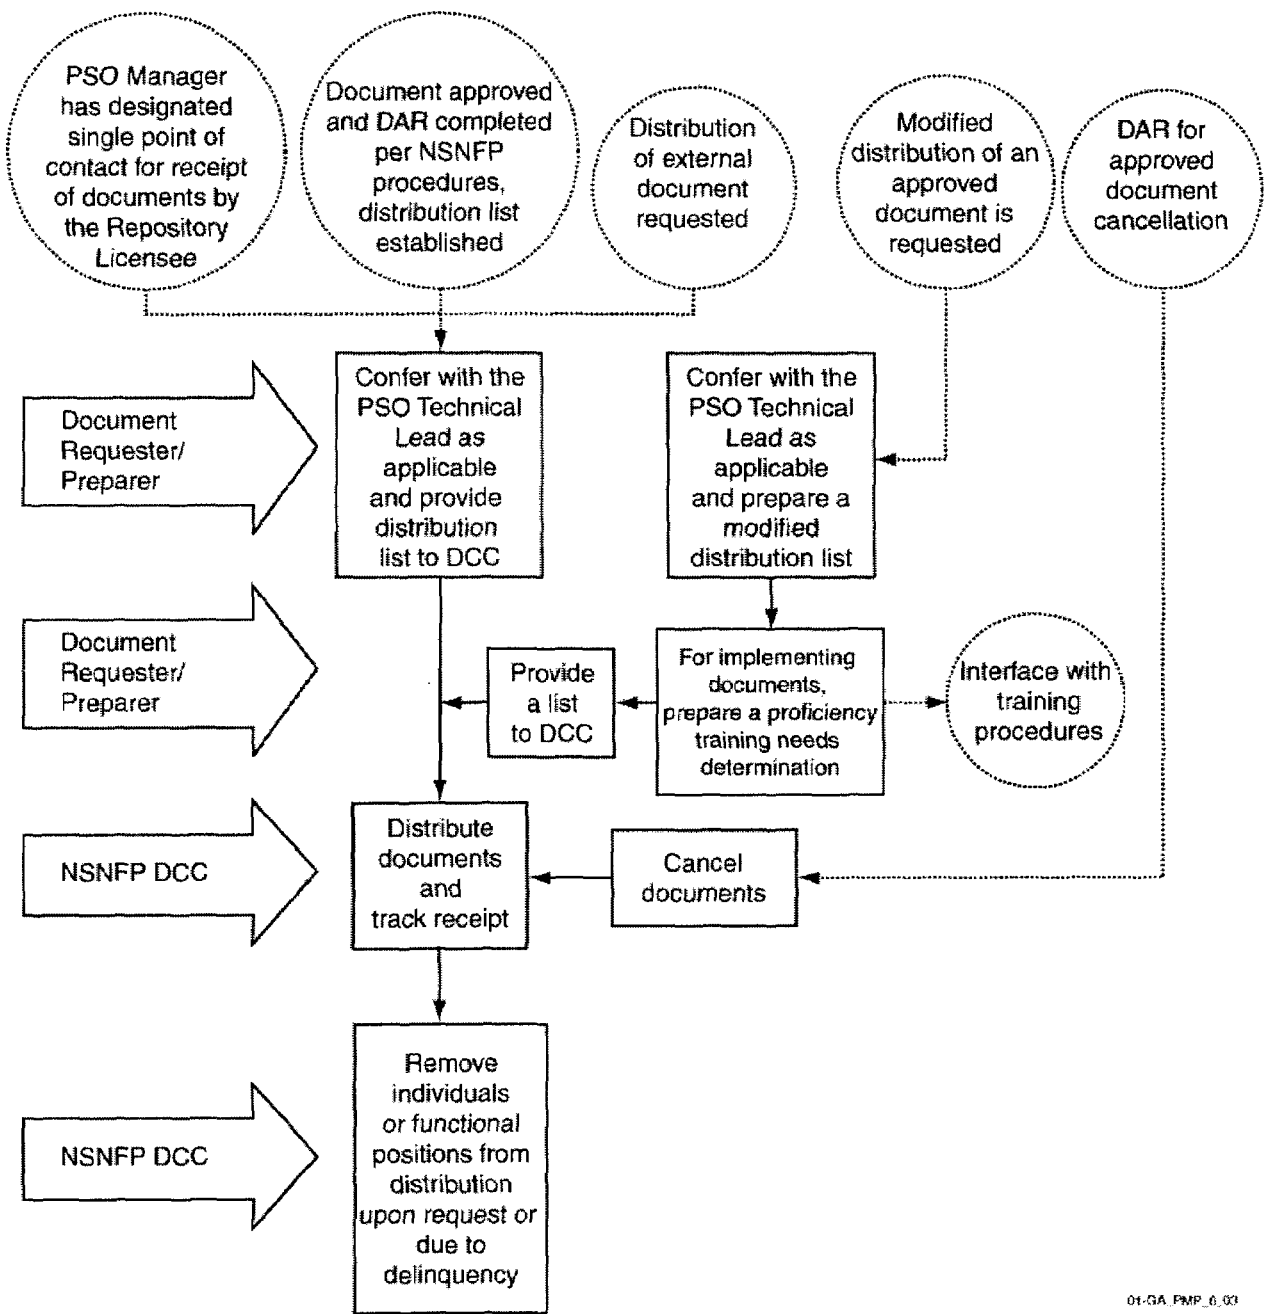 PSO Manager
has designated
single point of
contact for receipt
of documents by
the Repository
Licensee
Document approved
and DAR completed
per NSNFP
procedures,
distribution list
established
Distribution
of external
document
requested
Modified
distribution of an
approved
document is
requested
DAR for
approved
document
cancellation
Document
Requester/
Preparer
Confer with the
PSO Technical
Lead as
applicable
and provide
distribution
list to DCC
Confer with the
PSO Technical
Lead as
applicable
and prepare a
modified
distribution list
Document
Requester/
Preparer
Provide
a list
to DCC
For implementing
documents,
prepare a proficiency
training needs
determination
Interface with
training
procedures
NSNFP DCC
Distribute
documents
and
track receipt
Cancel
documents
NSNFP DCC
Remove
individuals
or functional
positions from
distribution
upon request or
due to
delinquency
01-GA_PMP_6_03